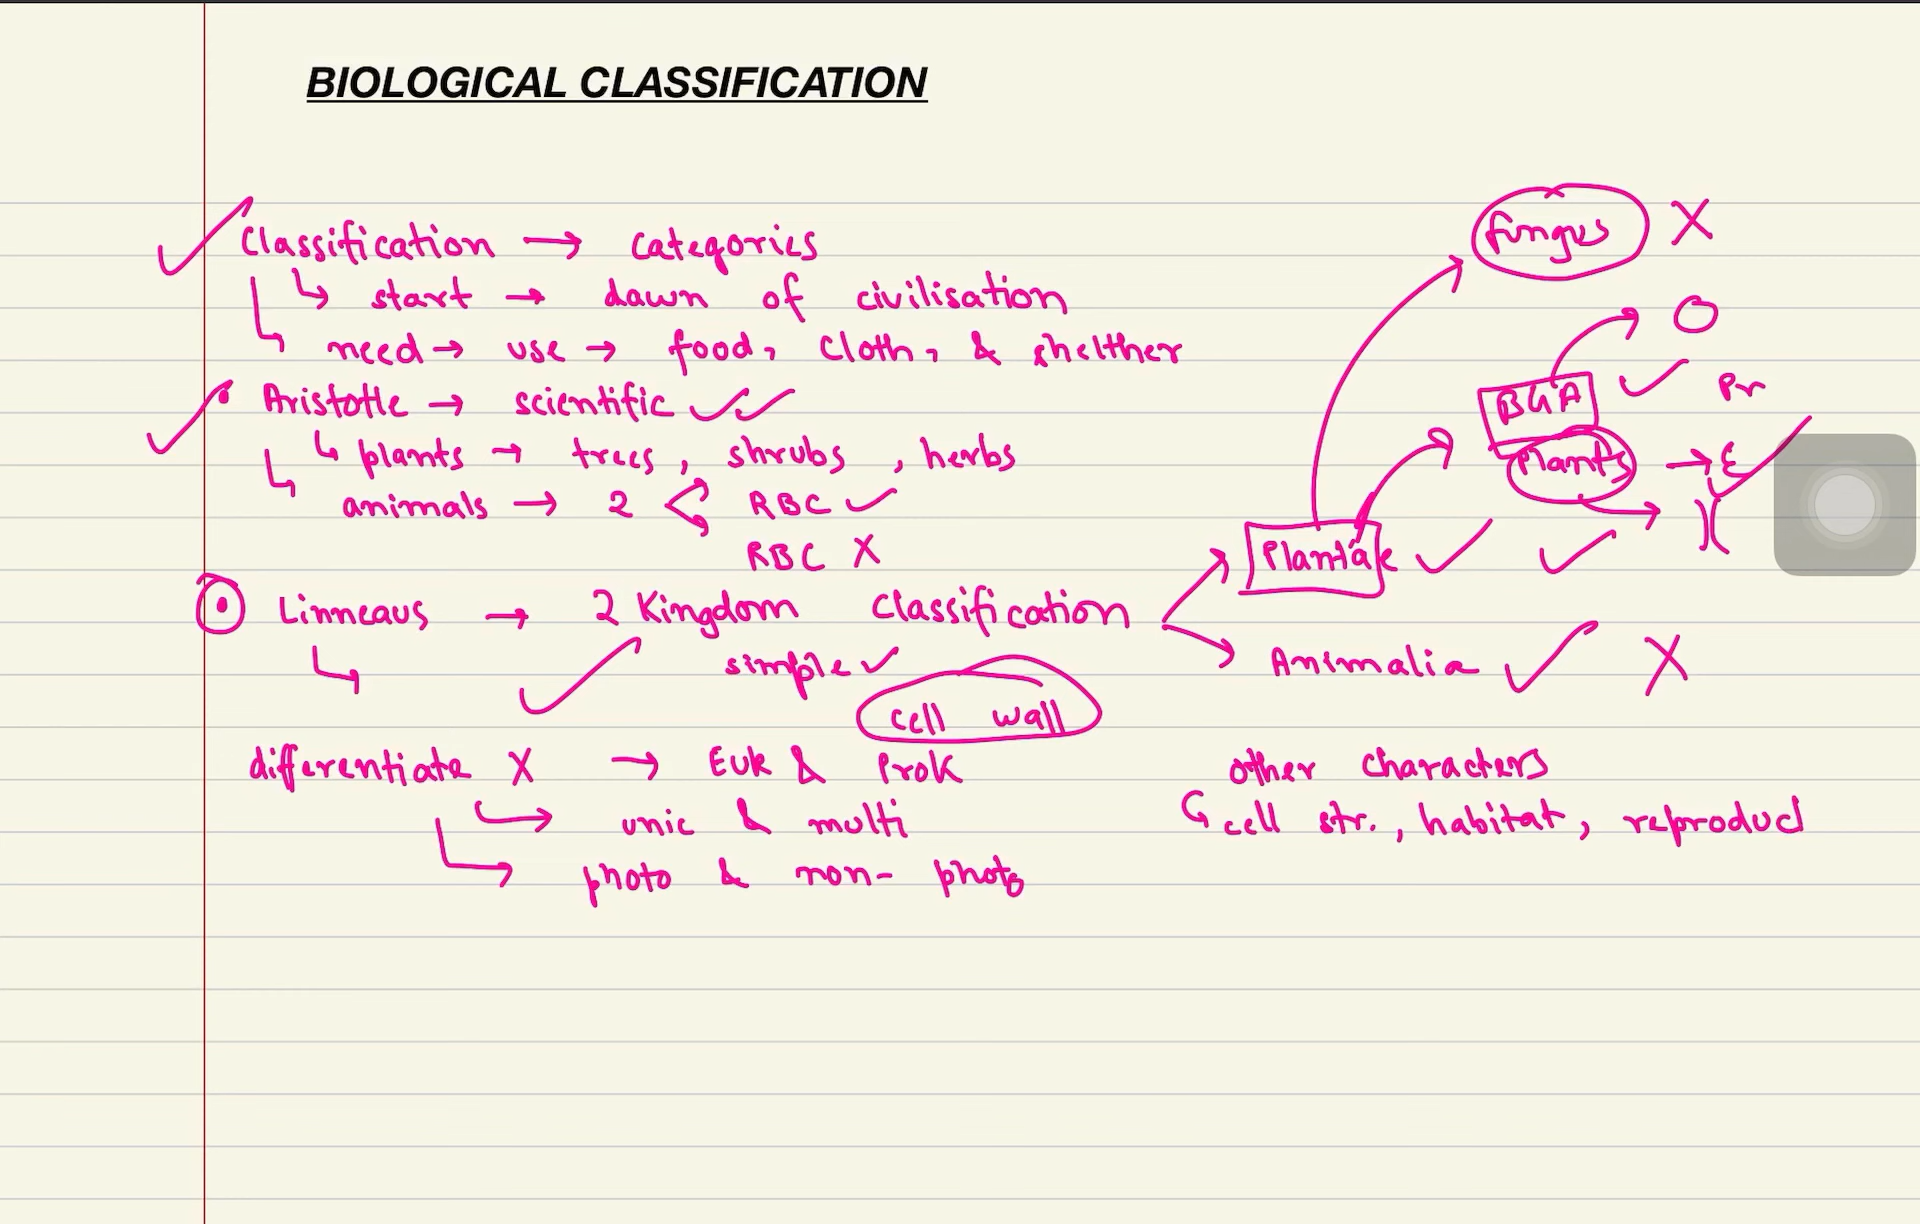 BIOLOGICAL CLASSIFICATION
Classification → categories
start → dawn of civilisation
need → use → food, cloth, & shelther
Aristotle → scientific
plants → trees, shrubs, herbs
animals → 2 RBC
RBC X
Linneaus → 2 Kingdom classification
simple
cell wall
differentiate X → Euk & Prok
unic & multi
photo & non- photo
fungus X
BGA Pr
Plants → E
Plantae
Animalia X
other characters
cell str., habitat, reproduct